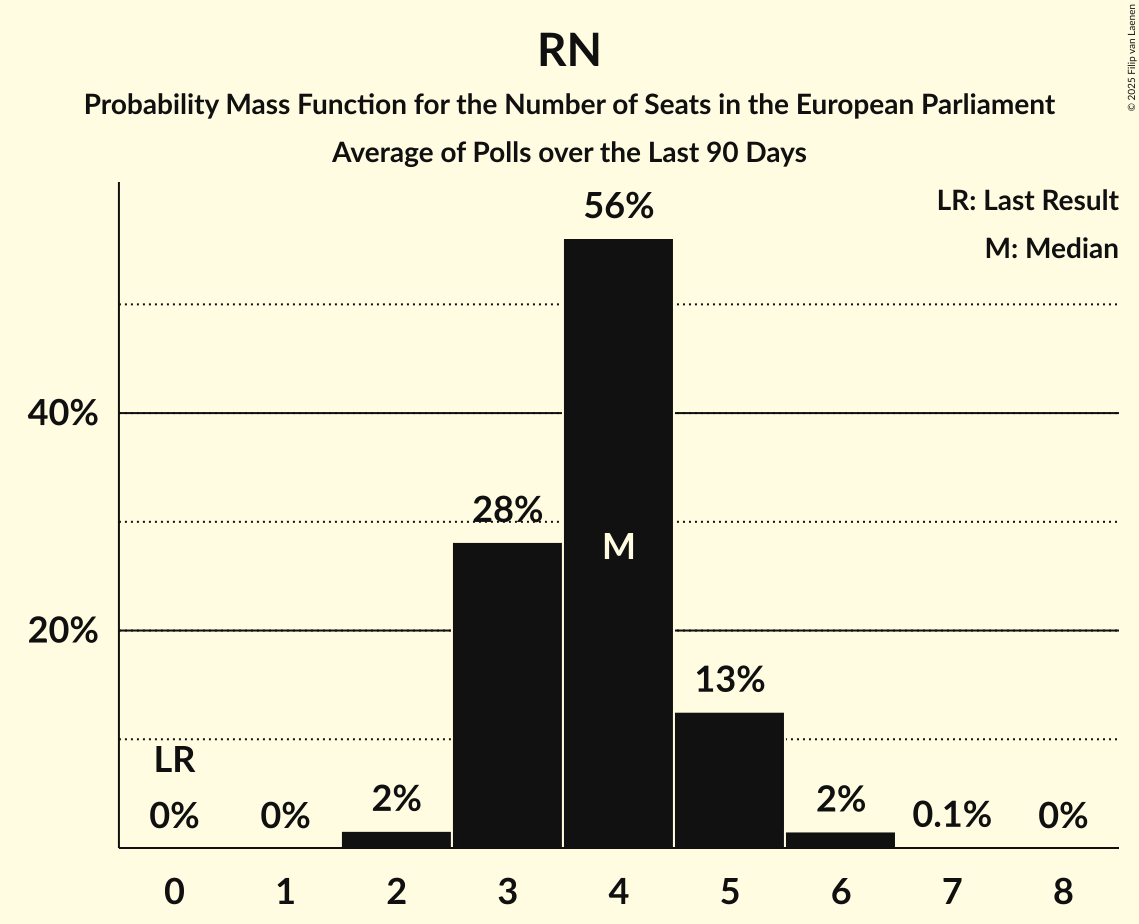 RN
Probability Mass Function for the Number of Seats in the European Parliament
Average of Polls over the Last 90 Days
© 2025 Filip van Laenen
LR: Last Result
M: Median
56%
40%
28%
M
20%
13%
LR
0%
0%
2%
2%
0.1%
0%
0 1 2 3 4 5 6 7 8